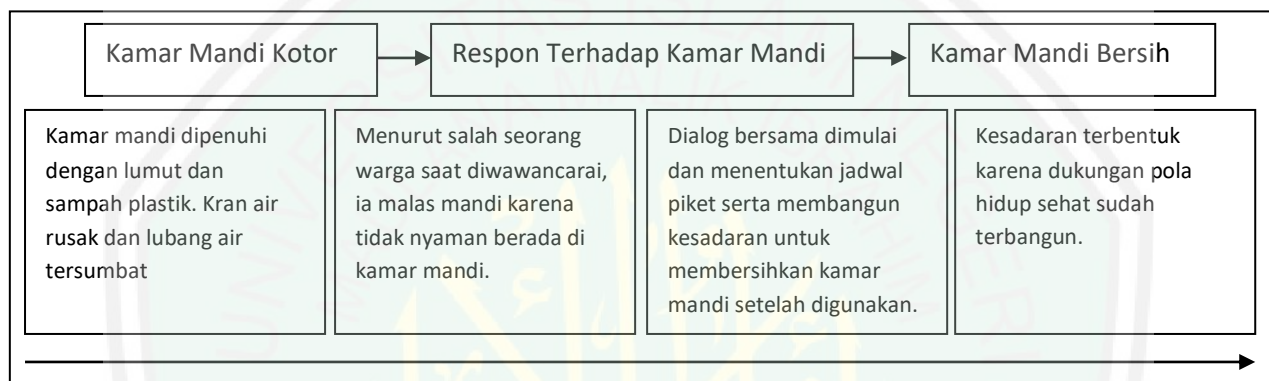 Kamar Mandi Kotor
Respon Terhadap Kamar Mandi
Kamar Mandi Bersih
Kamar mandi dipenuhi
dengan lumut dan
sampah plastik. Kran air
rusak dan lubang air
tersumbat
Menurut salah seorang
warga saat diwawancarai,
ia malas mandi karena
tidak nyaman berada di
kamar mandi.
Dialog bersama dimulai
dan menentukan jadwal
piket serta membangun
kesadaran untuk
membersihkan kamar
mandi setelah digunakan.
Kesadaran terbentuk
karena dukungan pola
hidup sehat sudah
terbangun.